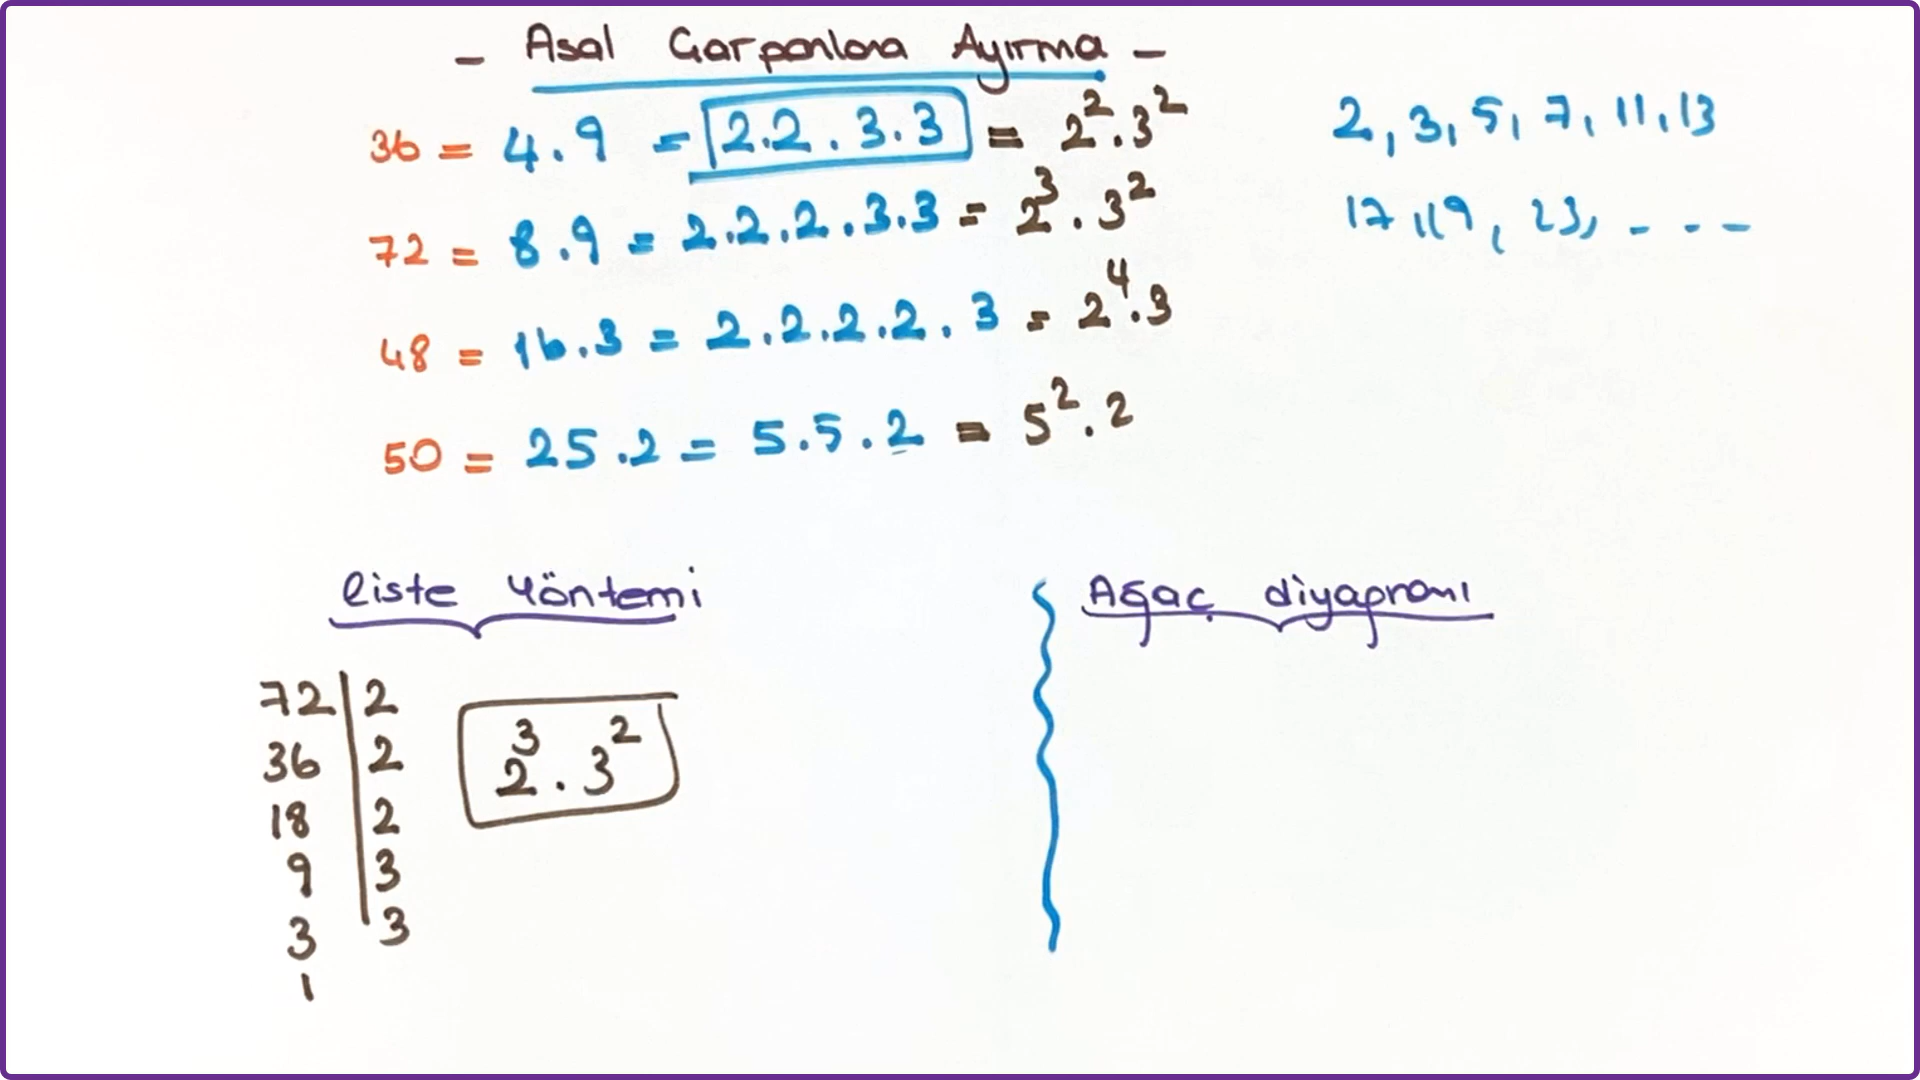 - Asal Çarpanlara Ayırma -
36 = 4.9 = 2.2.3.3 = 2².3²
72 = 8.9 = 2.2.2.3.3 = 2³.3²
48 = 16.3 = 2.2.2.2.3 = 2⁴.3
50 = 25.2 = 5.5.2 = 5².2
2, 3, 5, 7, 11, 13
17, 19, 23, - - -
Liste Yöntemi
72 | 2
36 | 2
18 | 2
9 | 3
3 | 3
1
2³.3²
Ağaç diyagramı